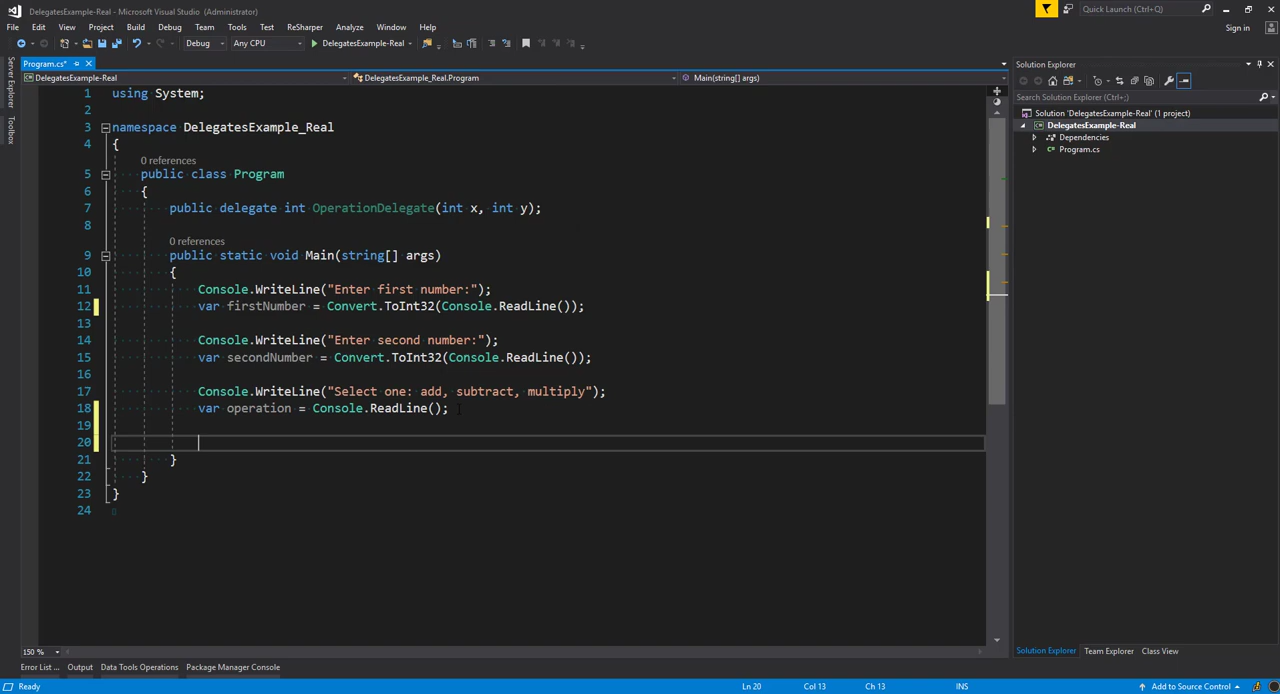 DelegatesExample-Real - Microsoft Visual Studio (Administrator)
Quick Launch (Ctrl+Q)
File Edit View Project Build Debug Team Tools Test ReSharper Analyze Window Help
Sign in
Debug Any CPU DelegatesExample-Real
Program.cs*
Solution Explorer
DelegatesExample-Real DelegatesExample_Real.Program Main(string[] args)
Server Explorer
Toolbox
Search Solution Explorer (Ctrl+;)
Solution 'DelegatesExample-Real' (1 project)
DelegatesExample-Real
Dependencies
Program.cs
1 using System;
2
3 namespace DelegatesExample_Real
4 {
0 references
5 public class Program
6 {
7 public delegate int OperationDelegate(int x, int y);
8
0 references
9 public static void Main(string[] args)
10 {
11 Console.WriteLine("Enter first number:");
12 var firstNumber = Convert.ToInt32(Console.ReadLine());
13
14 Console.WriteLine("Enter second number:");
15 var secondNumber = Convert.ToInt32(Console.ReadLine());
16
17 Console.WriteLine("Select one: add, subtract, multiply");
18 var operation = Console.ReadLine();
19
20
21 }
22 }
23 }
24
150 %
Solution Explorer Team Explorer Class View
Error List ... Output Data Tools Operations Package Manager Console
Ready Ln 20 Col 13 Ch 13 INS Add to Source Control